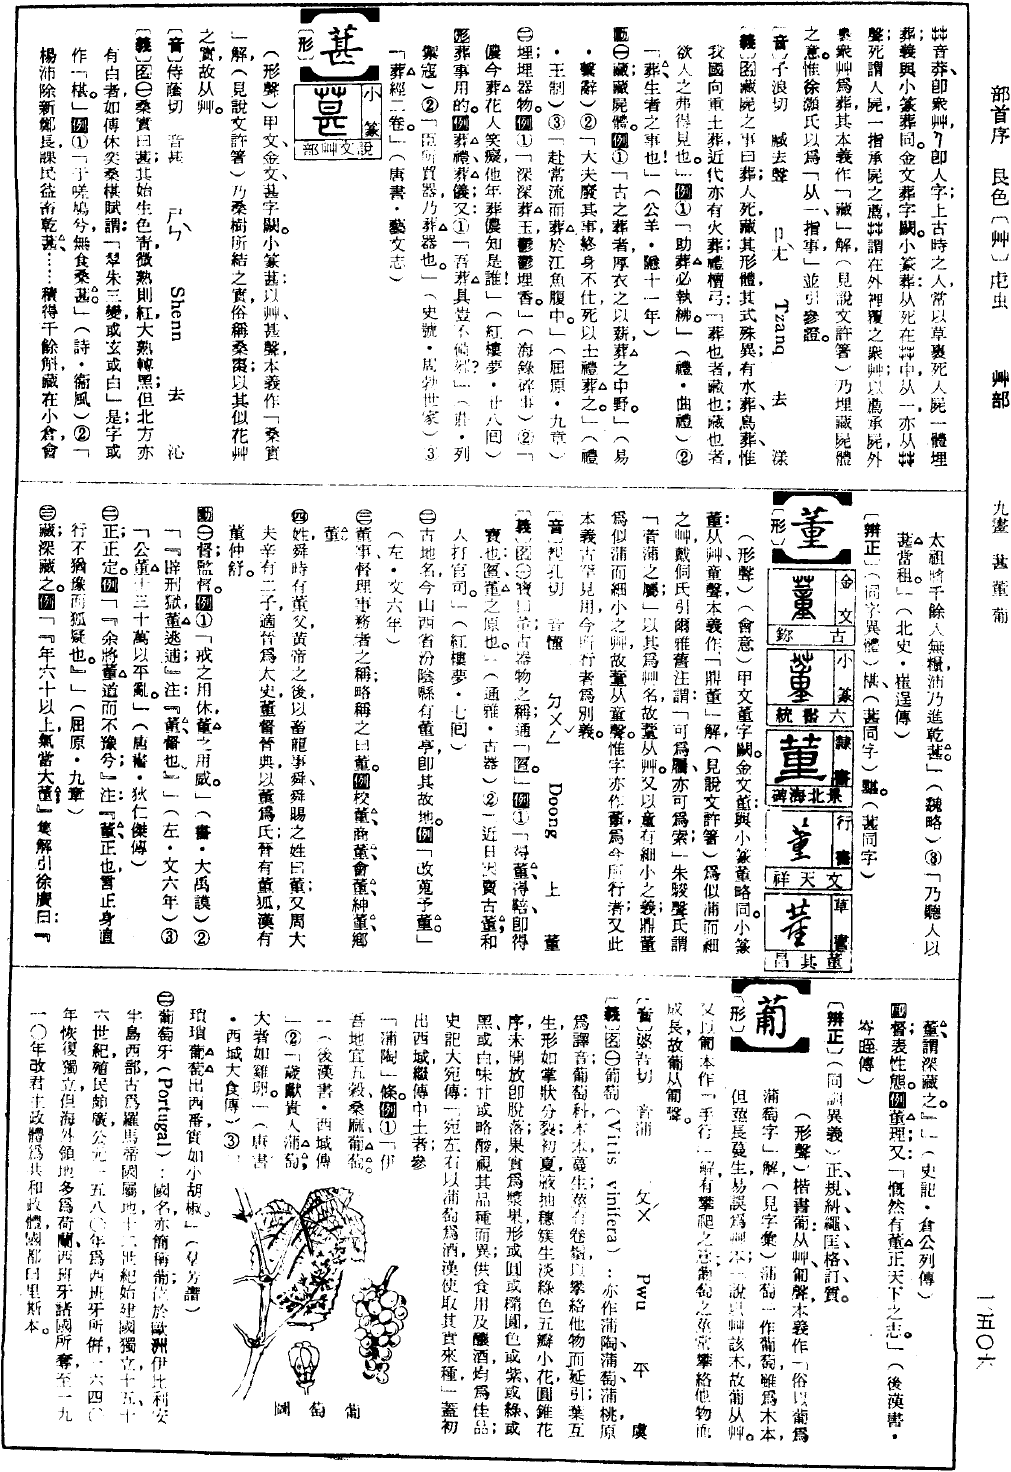 部首序　艮色〔艸〕虍虫　　艸部　　九畫　葚董葡　　一五〇六
艸音莽卽衆艸勹卽人字上古時之人常以草裹死人屍一體埋
葬義與小篆葬同金文葬字闕小篆葬从死在茻中从一亦从茻
聲死謂人屍一指承屍之薦茻謂在外裡覆之衆艸以薦承屍外
裹衆艸爲葬其本義作「藏」解（見說文許箸）乃埋藏屍體
之意惟徐灝氏以爲「从一指事」並引參證。
〔音〕子浪切　臧去聲　ㄗㄤˋ　Tzanq　去　漾
〔義〕名藏屍之事曰葬人死藏其形體其式殊異有水葬鳥葬惟
我國向重土葬近代亦有火葬禮檀弓「葬也者藏也藏也者
欲人之弗得見也。」例①「助葬必執紼。」（禮・曲禮）②
「葬生者之事也！」（公羊・隱十一年）
動㊀藏藏屍體。例①「古之葬者厚衣之以薪葬之中野。」（易
・繫辭）②「大夫廢其事終身不仕死以士禮葬之。」（禮
・王制）③「赴常流而葬於江魚腹中。」（屈原・九章）
㊁埋埋器物。例①「深深葬玉鬱鬱埋香。」（海錄碎事）②「
儂今葬花人笑癡他年葬儂知是誰！」（紅樓夢・廿八回）
形葬事用的。例葬禮葬儀又①「吾葬具豈不備邪？」（莊・列
禦寇）②「臣所買器乃葬器也。」（史號・周勃世家）③
「葬經二卷。」（唐書・藝文志）
葚　小篆　說文艸部
〔形〕
（形聲）甲文金文葚字闕。小篆葚从艸甚聲本義作「桑實
」解（見說文許箸）乃桑樹所結之實俗稱桑棗以其似花艸
之實故从艸。
〔音〕侍蔭切　音甚　ㄕㄣˋ　Shenn　去　沁
〔義〕名㊀桑實曰葚其始生色青微熟則紅大熟轉黑但北方亦
有白者如傅休奕桑椹賦謂：「翠朱三變或玄或白」是字或
作「椹。」例①「于嗟鳩兮無食桑葚」（詩・衞風）②「
楊沛除新鄭長課民益畜乾葚……積得千餘斛藏在小倉會
太祖將千餘人無糧沛乃進乾葚。」（魏略）③「乃聽人以
葚當租。」（北史・崔逞傳）
〔辨正〕（同字異體）椹。（葚同字）黮。（葚同字）
董　金文　古鉩　小篆　六書統　隸書　景北海碑　行書　文天祥　草書　董其昌
〔形〕
（形聲）（會意）甲文董字闕。金文董與小篆董略同。小篆
董从艸童聲本義作「鼎董」解（見說文許箸）爲似蒲而細
之艸戴侗氏引爾雅舊注謂：「可爲屩亦可爲索」朱駿聲氏謂
「者蒲之屬」以其爲艸名故董从艸又以童有細小之義鼎董
爲似蒲而細小之艸故董从童聲。惟字亦作董爲今所行者又此
本義古罕見用今所行者爲別義。
〔音〕都孔切　音懂　ㄉㄨㄥˇ　Doong　上　董
〔義〕名㊀寶曰董古器物之稱通「匱」例①「得董得帖卽得
寶也匱董之原也」（通雅・古器）②「近日只賣古董和
人打官司。」（紅樓夢・七回）
㊁古地名今山西省汾陰縣有董亭卽其故地。例「改蒐予董。」
（左・文六年）
㊂董事督理事務者之稱略稱之曰董。例校董商董會董紳董鄉
董
㊃姓舜時有董父黃帝之後以畜龍事舜舜賜之姓曰董又周大
夫辛有二子適晉爲太史董督晉典以董爲氏晉有董狐漢有
董仲舒。
動㊀督監督。例①「戒之用休董之用威。」（書・大禹謨）②
「『辟刑獄董逃逋』注：『董督也』」（左・文六年）③
「公董士三十萬以平亂」（唐書・狄仁傑傳）
㊁正正定。例「『余將董道而不豫兮』注：『董正也言正身直
行不猶豫而狐疑也。』」（屈原・九章）
㊂藏深藏之。例「『年六十以上氣當大董』集解引徐廣曰：『
董謂深藏之』」（史記・倉公列傳）
副督表性態。例董理又「慨然有董正天下之志。」（後漢書・
岑晊傳）
〔辨正〕（同訓異義）正規糾繩匡格訂質。
葡
〔形〕
（形聲）楷書葡从艸匍聲本義作「俗以葡爲
蒲萄字」解（見字彙）蒲萄一作葡萄雖爲木本
但莖長蔓生易誤爲艸本一說以艸該木故葡从艸。
又以匍本作「手行」解有攀爬之意葡萄之莖常攀絡他物而
成長故葡从匍聲。
〔音〕婆吾切　音蒲　ㄆㄨˊ　Pwu　平　虞
〔義〕名㊀葡萄（Vitis vinifera）：亦作蒲陶蒲萄蒲桃原
爲譯音葡萄科木本蔓生莖有卷鬚以攀絡他物而延引葉互
生形如掌狀分裂初夏液地穗簇生淡綠色五瓣小花圓錐花
序未開放卽脫落果實爲漿果形或圓或橢圓色或紫或綠或
黑或白味甘或略酸視其品種而異供食用及釀酒均爲佳品
史記大宛傳：「宛左右以蒲萄爲酒漢使取其實來種」蓋初
出西域繼傳中土者參
「蒲陶」條。例①「伊
吾地宜五穀桑麻葡萄。
」（後漢書・西域傳
）②「歲獻貴人蒲萄
大者如雞卵。」（唐書
・西域大食傳）③「
瑣瑣葡萄出西番實如小胡椒。」（羣芳譜）
㊁葡萄牙（Portugal）：國名亦簡稱葡位於歐洲伊比利安
半島西部古爲羅馬帝國屬地十二世紀始建國獨立十五十
六世紀殖民節廣公元一五八〇年爲西班牙所併一六四〇
年恢復獨立但海外領地多爲荷蘭西班牙諸國所奪至一九
一〇年改君主政體爲共和政體國都曰里斯本。
葡萄圖